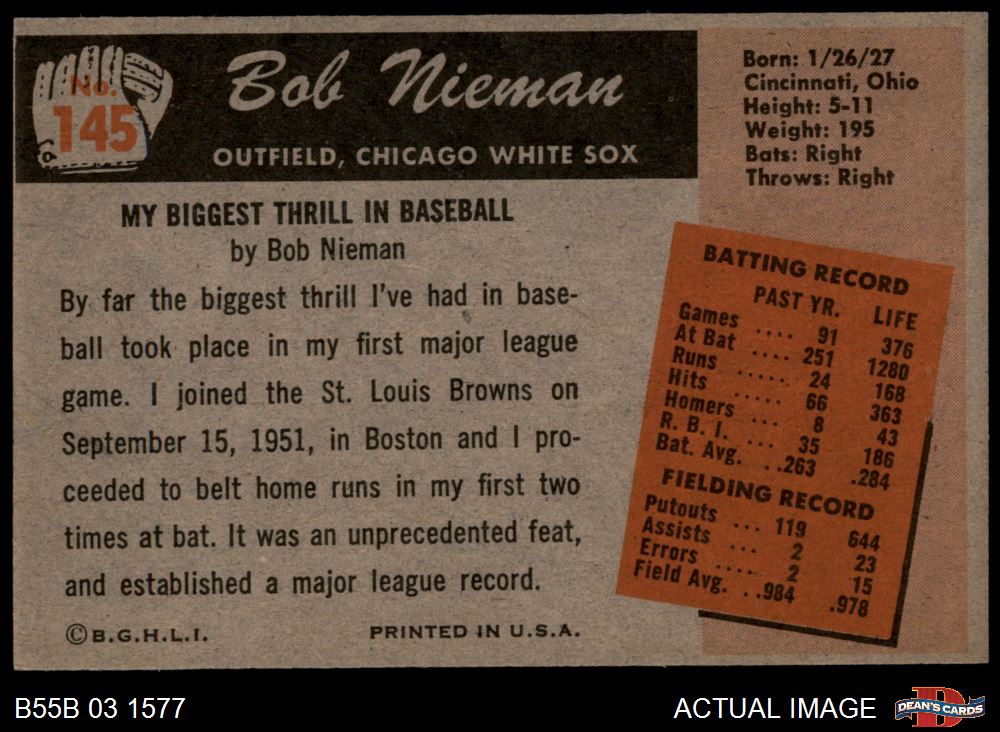 No.
145
Bob Nieman
OUTFIELD, CHICAGO WHITE SOX
Born: 1/26/27
Cincinnati, Ohio
Height: 5-11
Weight: 195
Bats: Right
Throws: Right
MY BIGGEST THRILL IN BASEBALL
by Bob Nieman
By far the biggest thrill I've had in base-
ball took place in my first major league
game. I joined the St. Louis Browns on
September 15, 1951, in Boston and I pro-
ceeded to belt home runs in my first two
times at bat. It was an unprecedented feat,
and established a major league record.
BATTING RECORD
PAST YR. LIFE
Games .... 91 376
At Bat .... 251 1280
Runs ..... 24 168
Hits ..... 66 363
Homers .... 8 43
R. B. I. ... 35 186
Bat. Avg. ..263 .284
FIELDING RECORD
Putouts ... 119 644
Assists ... 2 23
Errors .... 2 15
Field Avg. ..984 .978
©B.G.H.L.I. PRINTED IN U.S.A.
B55B 03 1577 ACTUAL IMAGE DEAN'S CARDS